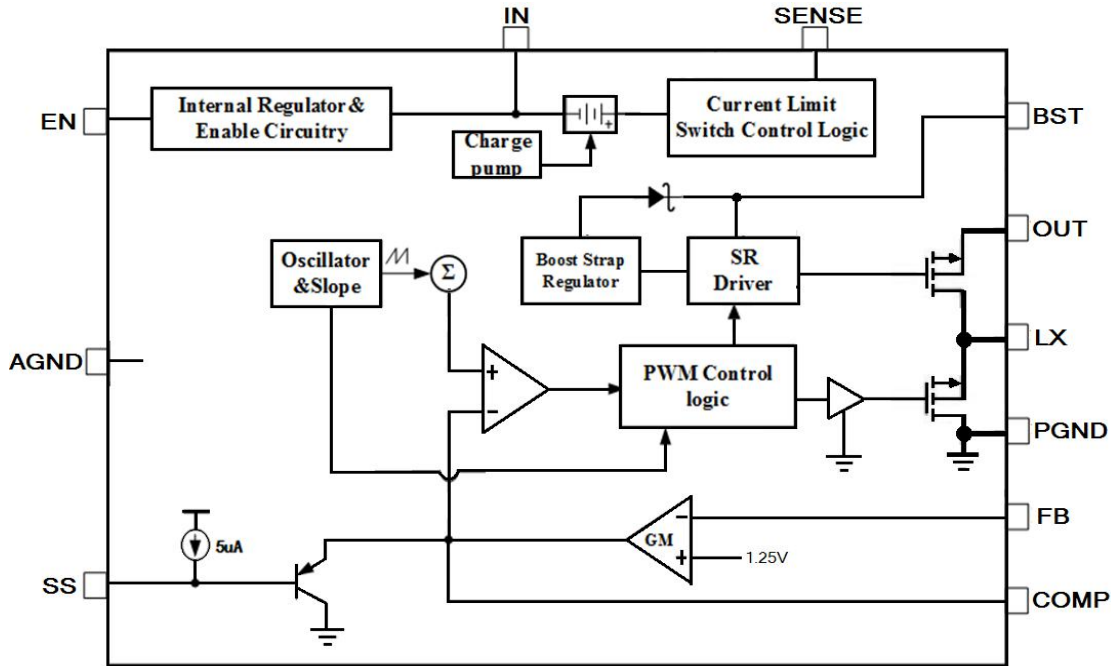 IN
SENSE
EN
Internal Regulator&
Enable Circuitry
Charge
pump
+
Current Limit
Switch Control Logic
BST
OUT
Oscillator
&Slope
Σ
Boost Strap
Regulator
SR
Driver
LX
AGND
+
−
PWM Control
logic
PGND
FB
−
GM
+
1.25V
5uA
SS
COMP